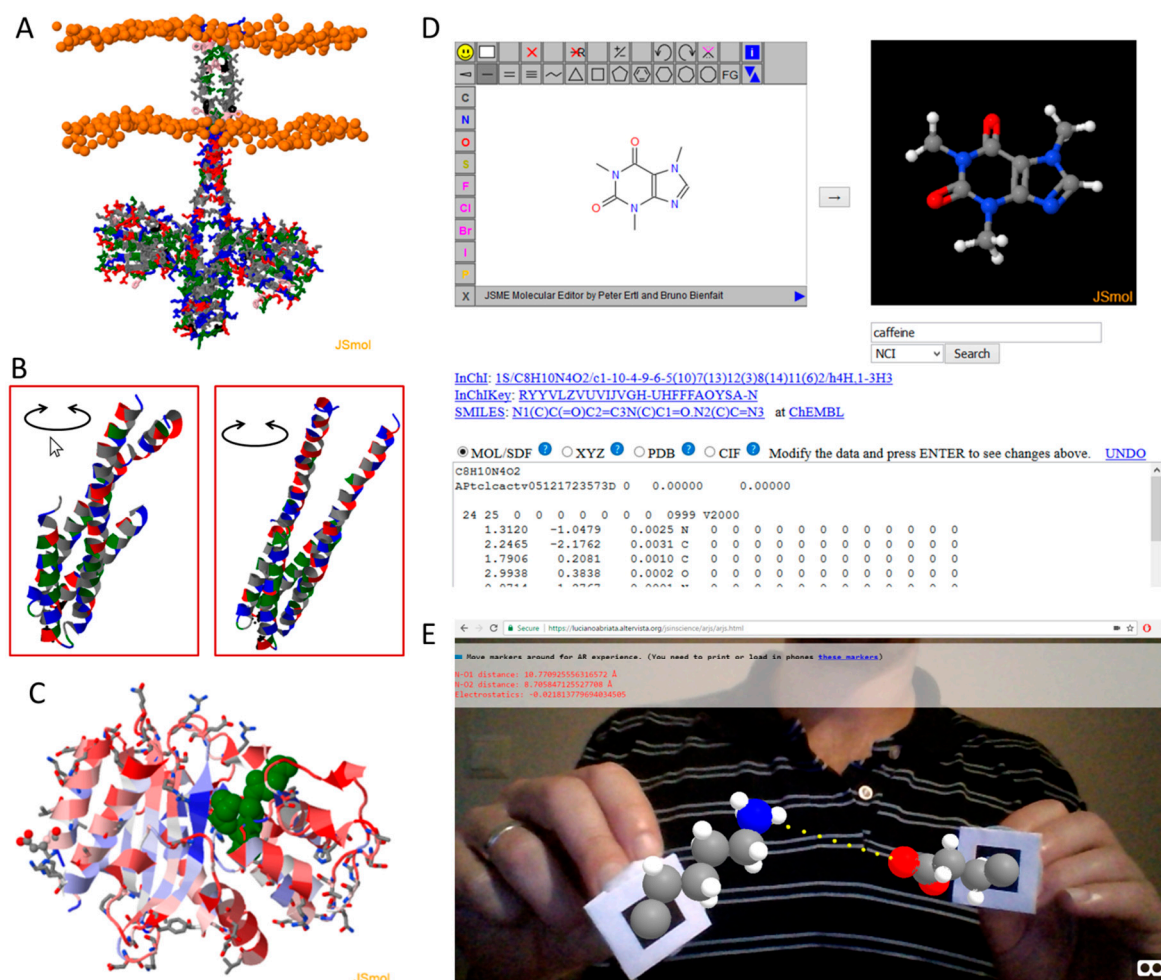 A
JSmol
B
C
JSmol
D
R
+/-
i
FG
C
N
O
S
F
Cl
Br
I
P
X
O
N
N
O
N
N
JSME Molecular Editor by Peter Ertl and Bruno Bienfait
→
JSmol
caffeine
NCI Search
InChI: 1S/C8H10N4O2/c1-10-4-9-6-5(10)7(13)12(3)8(14)11(6)2/h4H,1-3H3
InChIKey: RYYVLZVUVIJVGH-UHFFFAOYSA-N
SMILES: N1(C)C(=O)C2=C3N(C)C1=O.N2(C)C=N3 at ChEMBL
MOL/SDF ? XYZ ? PDB ? CIF ? Modify the data and press ENTER to see changes above. UNDO
C8H10N4O2
APtclcactv05121723573D 0 0.00000 0.00000
24 25 0 0 0 0 0 0 0999 V2000
1.3120 -1.0479 0.0025 N 0 0 0 0 0 0 0 0 0 0 0 0
2.2465 -2.1762 0.0031 C 0 0 0 0 0 0 0 0 0 0 0 0
1.7906 0.2081 0.0010 C 0 0 0 0 0 0 0 0 0 0 0 0
2.9938 0.3838 0.0002 O 0 0 0 0 0 0 0 0 0 0 0 0
E
Secure https://lucianoabriata.altervista.org/jsinscience/arjs/arjs.html
Move markers around for AR experience. (You need to print or load in phones these markers)
N-O1 distance: 10.770925556316572 Å
N-O2 distance: 8.705847125527708 Å
Electrostatics: -0.021813779694034505